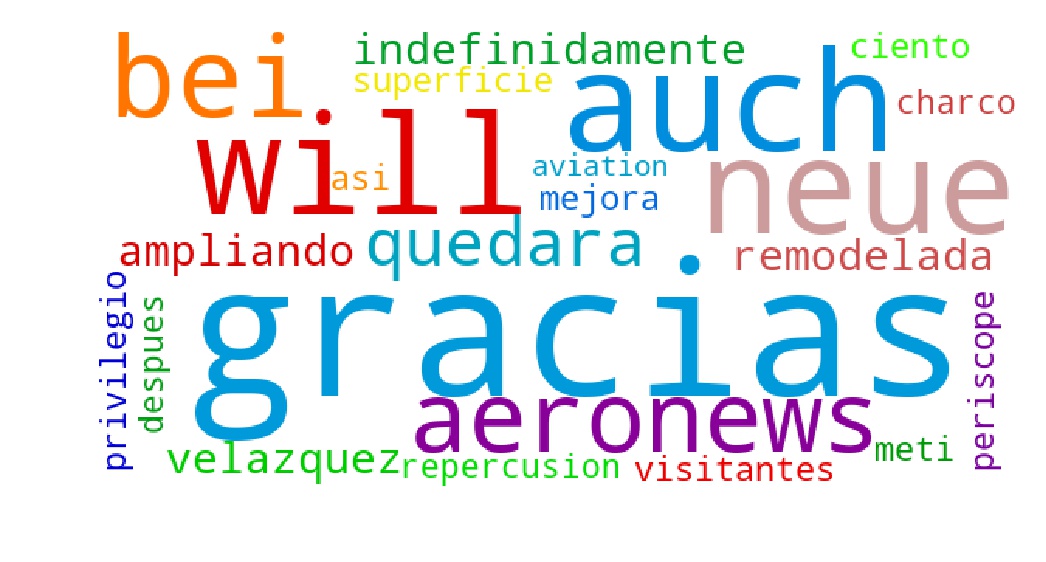 indefinidamente
ciento
bei
superficie
auch
charco
will
asi
aviation
neue
mejora
ampliando
quedara
remodelada
privilegio
despues
gracias
periscope
aeronews
velazquez
repercusion
visitantes
meti